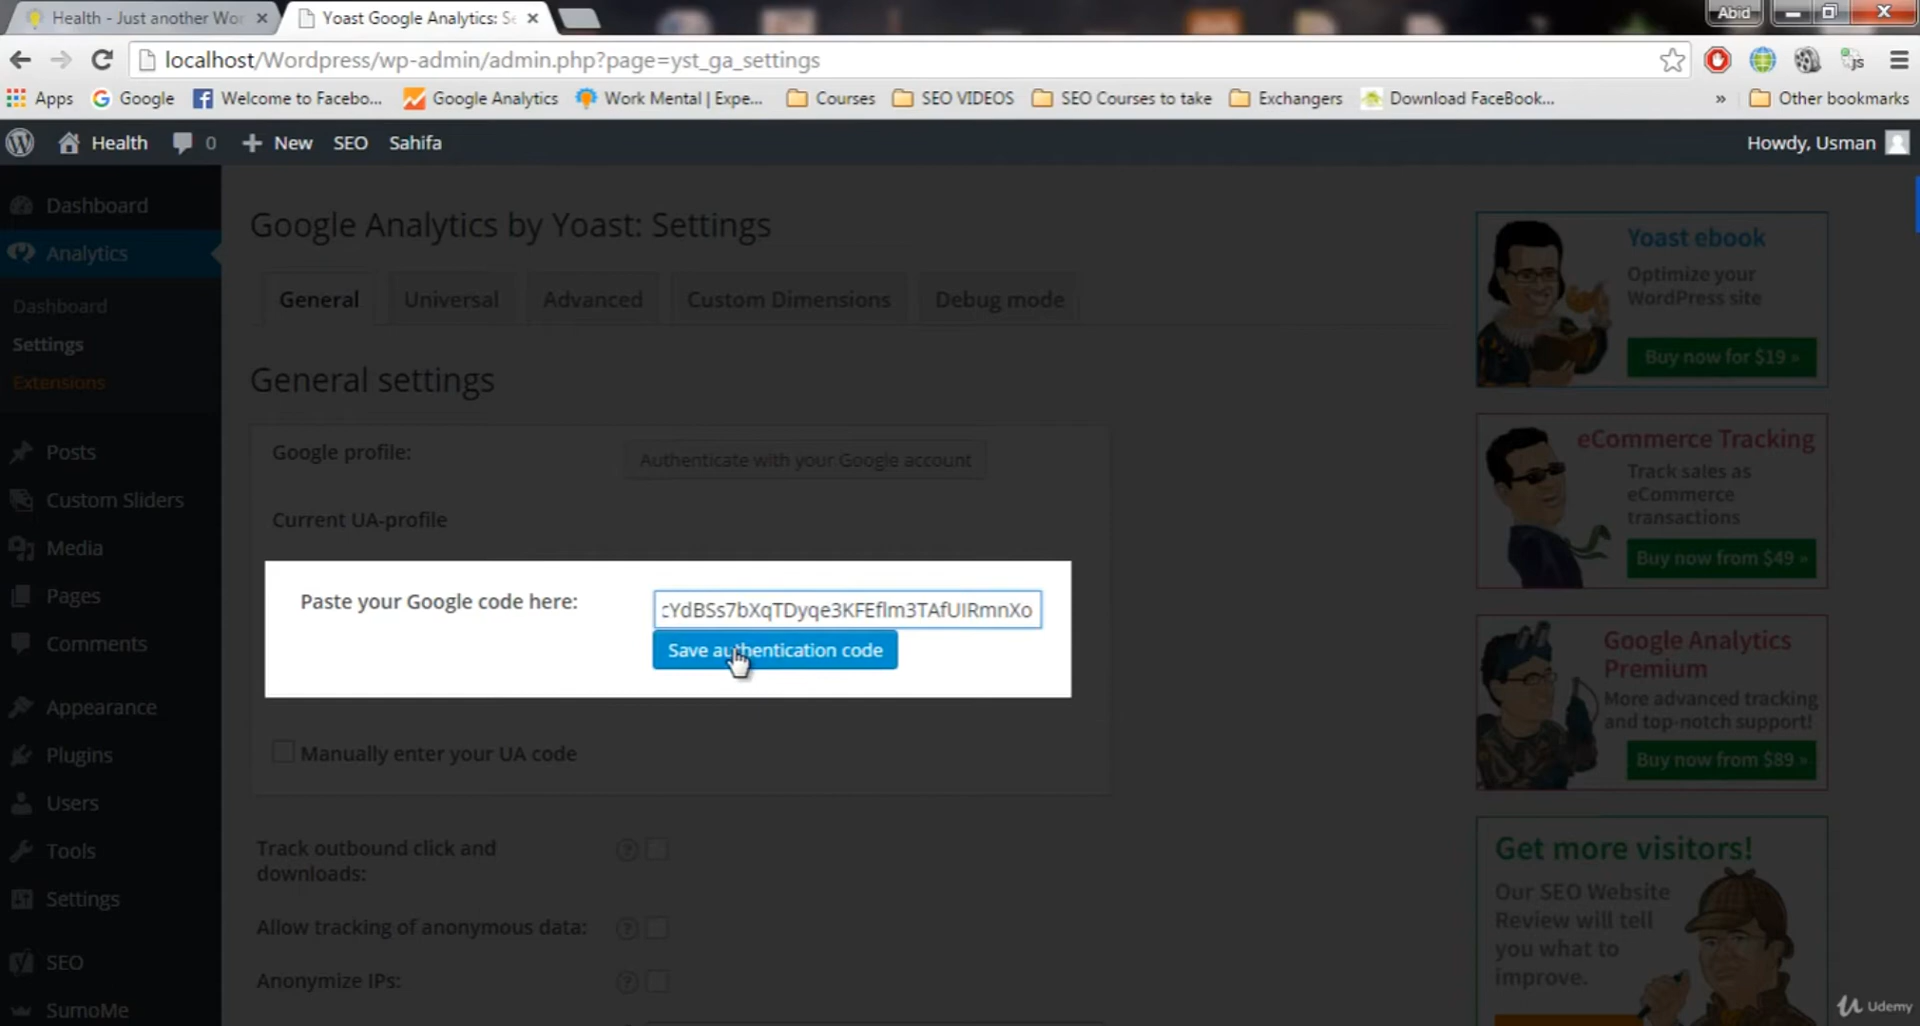 Health - Just another Wor
Yoast Google Analytics: Se
Abid
localhost/Wordpress/wp-admin/admin.php?page=yst_ga_settings
js
Apps
Google
Welcome to Facebo...
Google Analytics
Work Mental | Expe...
Courses
SEO VIDEOS
SEO Courses to take
Exchangers
Download FaceBook...
»
Other bookmarks
Health
0
New
SEO
Sahifa
Howdy, Usman
Dashboard
Analytics
Dashboard
Settings
Extensions
Posts
Custom Sliders
Media
Pages
Comments
Appearance
Plugins
Users
Tools
Settings
SEO
SumoMe
Google Analytics by Yoast: Settings
General
Universal
Advanced
Custom Dimensions
Debug mode
General settings
Google profile:
Authenticate with your Google account
Current UA-profile
Paste your Google code here:
cYdBSs7bXqTDyqe3KFEflm3TAfUIRmnXo
Save authentication code
Manually enter your UA code
Track outbound click and
downloads:
Allow tracking of anonymous data:
Anonymize IPs:
Yoast ebook
Optimize your
WordPress site
Buy now for $19 »
eCommerce Tracking
Track sales as
eCommerce
transactions
Buy now from $49 »
Google Analytics
Premium
More advanced tracking
and top-notch support!
Buy now from $89 »
Get more visitors!
Our SEO Website
Review will tell
you what to
improve.
Udemy